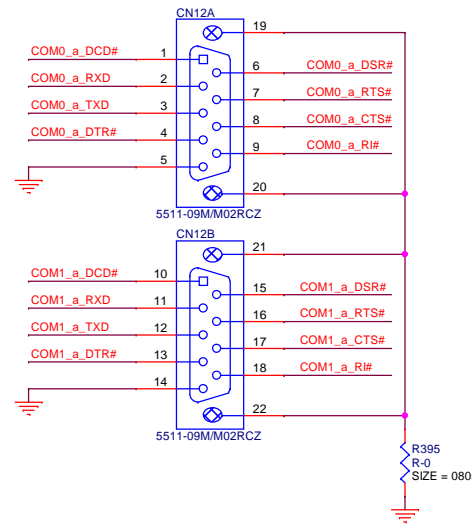 CN12A
19
COM0_a_DCD# 1
6 COM0_a_DSR#
COM0_a_RXD 2
7 COM0_a_RTS#
COM0_a_TXD 3
8 COM0_a_CTS#
COM0_a_DTR# 4
9 COM0_a_RI#
5
20
5511-09M/M02RCZ
CN12B
21
COM1_a_DCD# 10
15 COM1_a_DSR#
COM1_a_RXD 11
16 COM1_a_RTS#
COM1_a_TXD 12
17 COM1_a_CTS#
COM1_a_DTR# 13
18 COM1_a_RI#
14
22
5511-09M/M02RCZ
R395
R-0
SIZE = 080